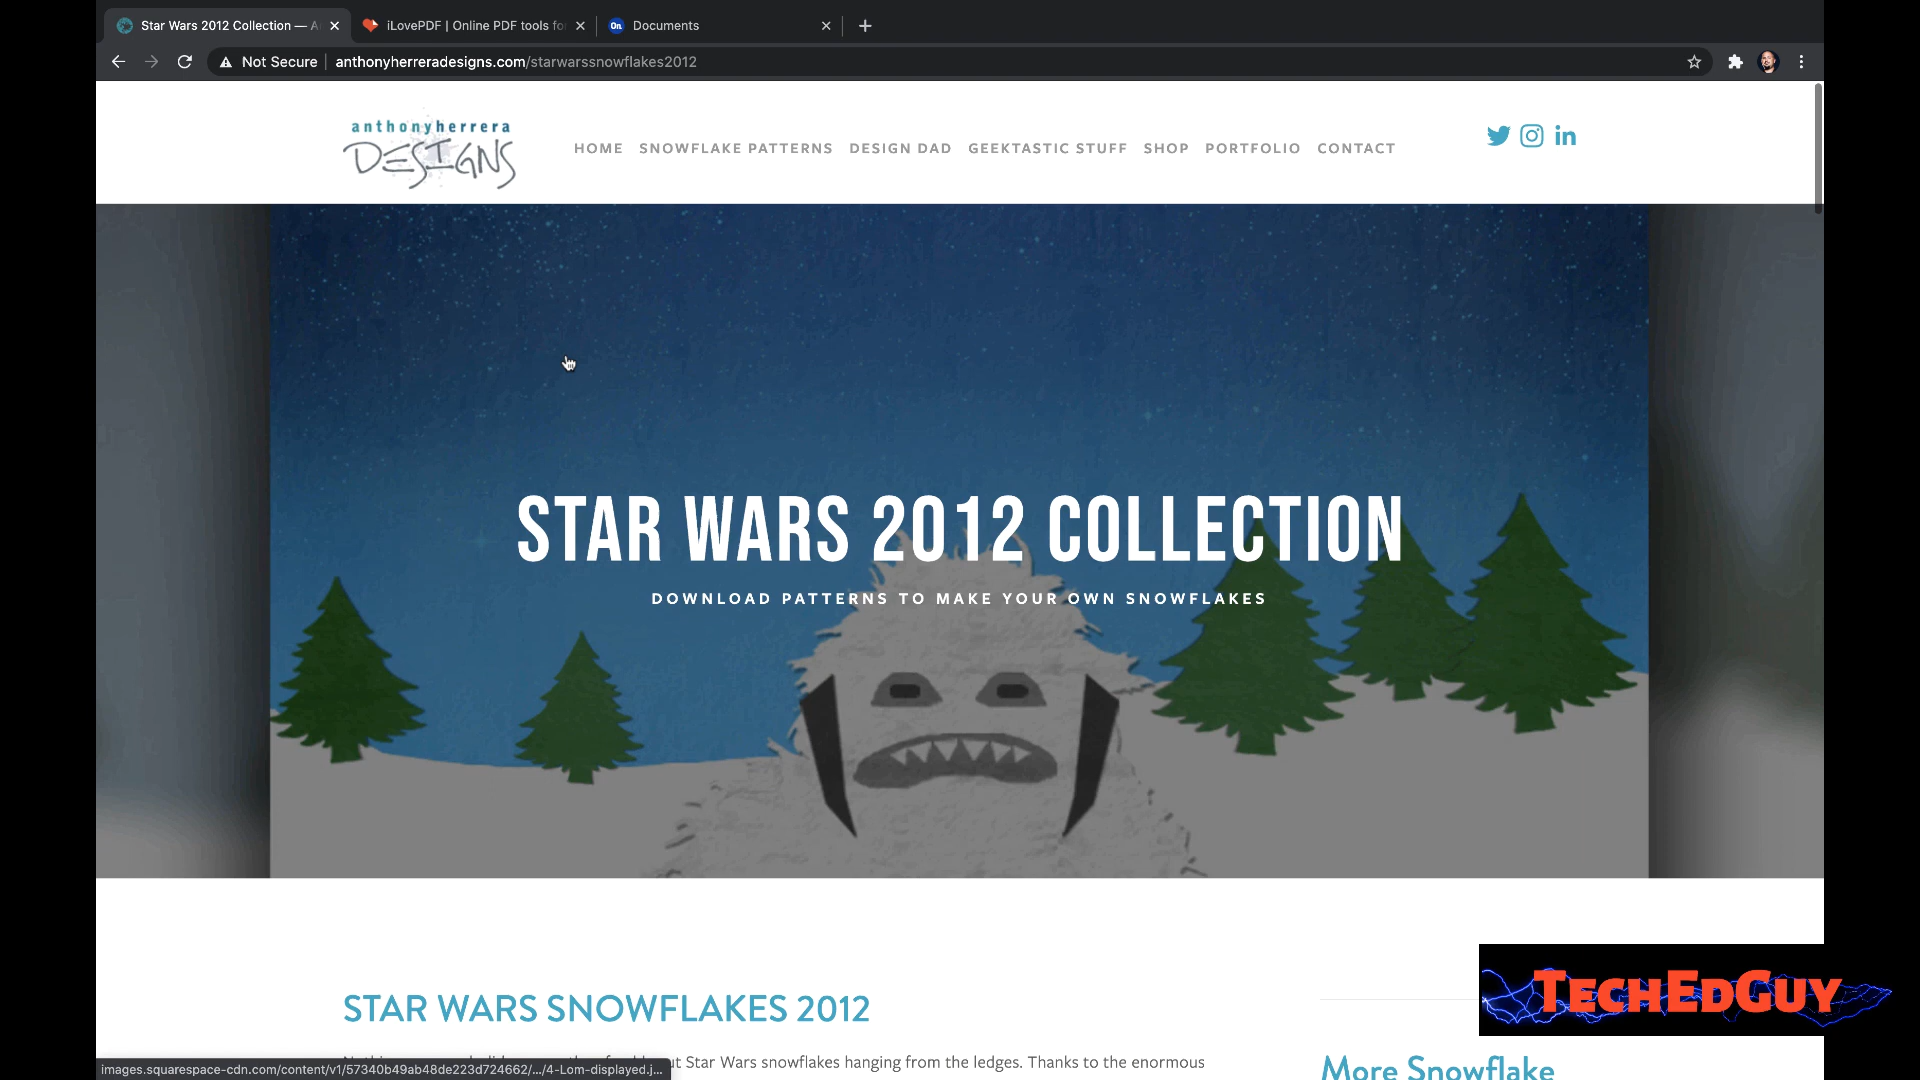 Star Wars 2012 Collection — A
iLovePDF | Online PDF tools fo
On
Documents
Not Secure
anthonyherreradesigns.com/starwarssnowflakes2012
anthonyherrera
DESIGNS
HOME
SNOWFLAKE PATTERNS
DESIGN DAD
GEEKTASTIC STUFF
SHOP
PORTFOLIO
CONTACT
in
STAR WARS 2012 COLLECTION
DOWNLOAD PATTERNS TO MAKE YOUR OWN SNOWFLAKES
STAR WARS SNOWFLAKES 2012
Star Wars snowflakes hanging from the ledges. Thanks to the enormous
More Snowflake
TECHEDGUY
images.squarespace-cdn.com/content/v1/57340b49ab48de223d724662/.../4-Lom-displayed.j...